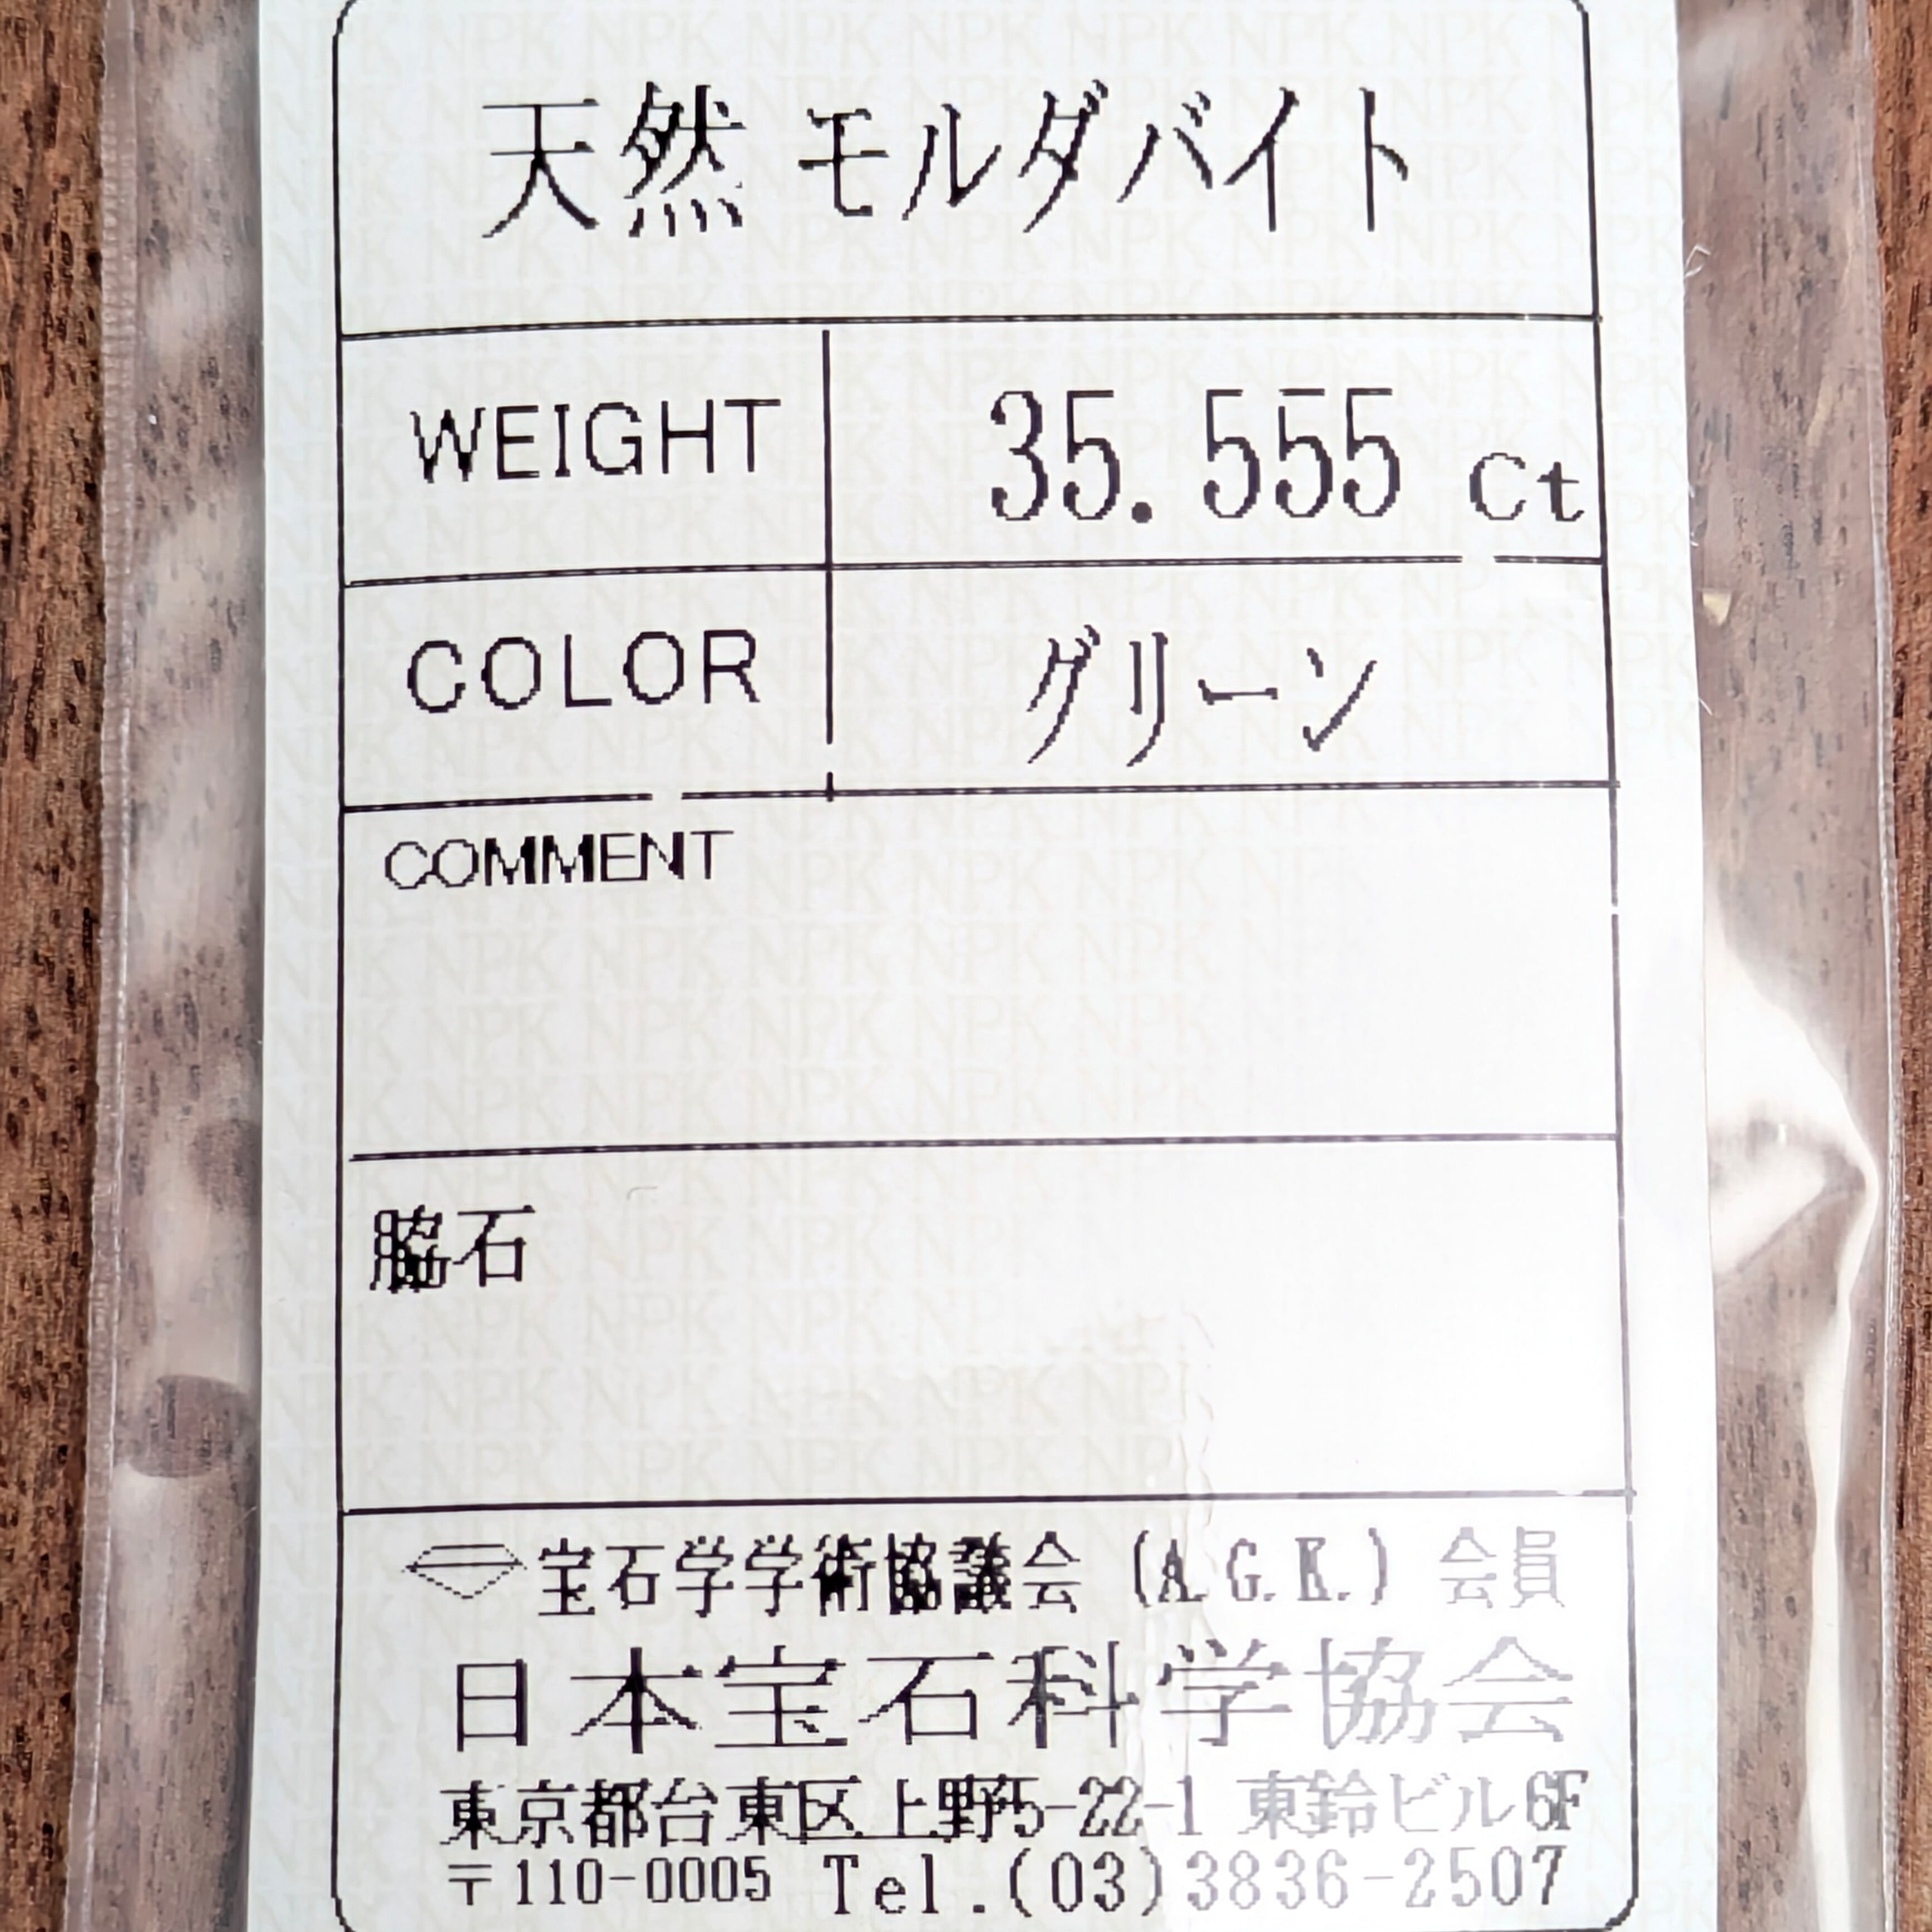 天然 モルダバイト
WEIGHT 35.555 ct
COLOR グリーン
COMMENT
脇石
宝石学学術協議会 (A.G.K.) 会員
日本宝石科学協会
東京都台東区上野5-22-1 東鈴ビル6F
〒110-0005 Tel.(03)3836-2507